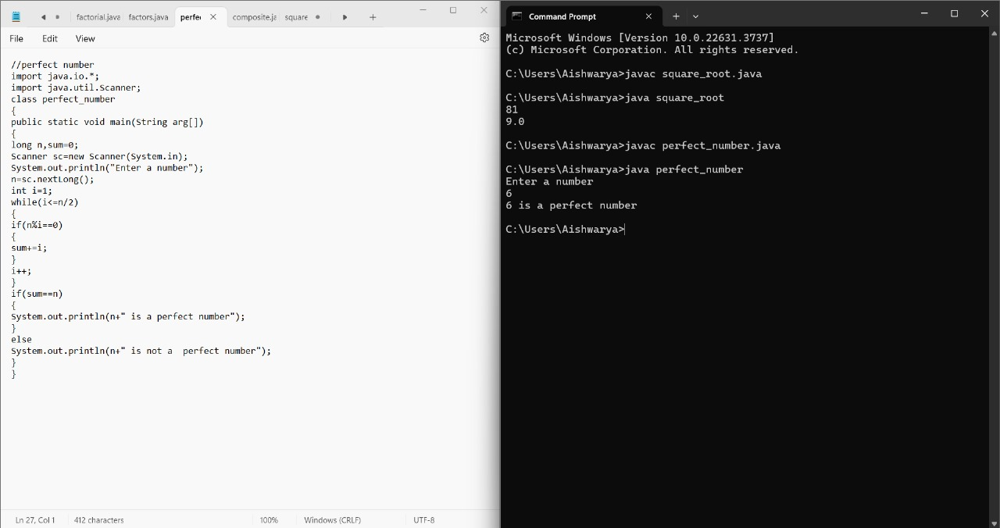 factorial.java factors.java perfec composite.ja square
File Edit View
//perfect number
import java.io.*;
import java.util.Scanner;
class perfect_number
{
public static void main(String arg[])
{
long n,sum=0;
Scanner sc=new Scanner(System.in);
System.out.println("Enter a number");
n=sc.nextLong();
int i=1;
while(i<=n/2)
{
if(n%i==0)
{
sum+=i;
}
i++;
}
if(sum==n)
{
System.out.println(n+" is a perfect number");
}
else
System.out.println(n+" is not a  perfect number");
}
}
Ln 27, Col 1 412 characters 100% Windows (CRLF) UTF-8
Command Prompt
Microsoft Windows [Version 10.0.22631.3737]
(c) Microsoft Corporation. All rights reserved.
C:\Users\Aishwarya>javac square_root.java
C:\Users\Aishwarya>java square_root
81
9.0
C:\Users\Aishwarya>javac perfect_number.java
C:\Users\Aishwarya>java perfect_number
Enter a number
6
6 is a perfect number
C:\Users\Aishwarya>